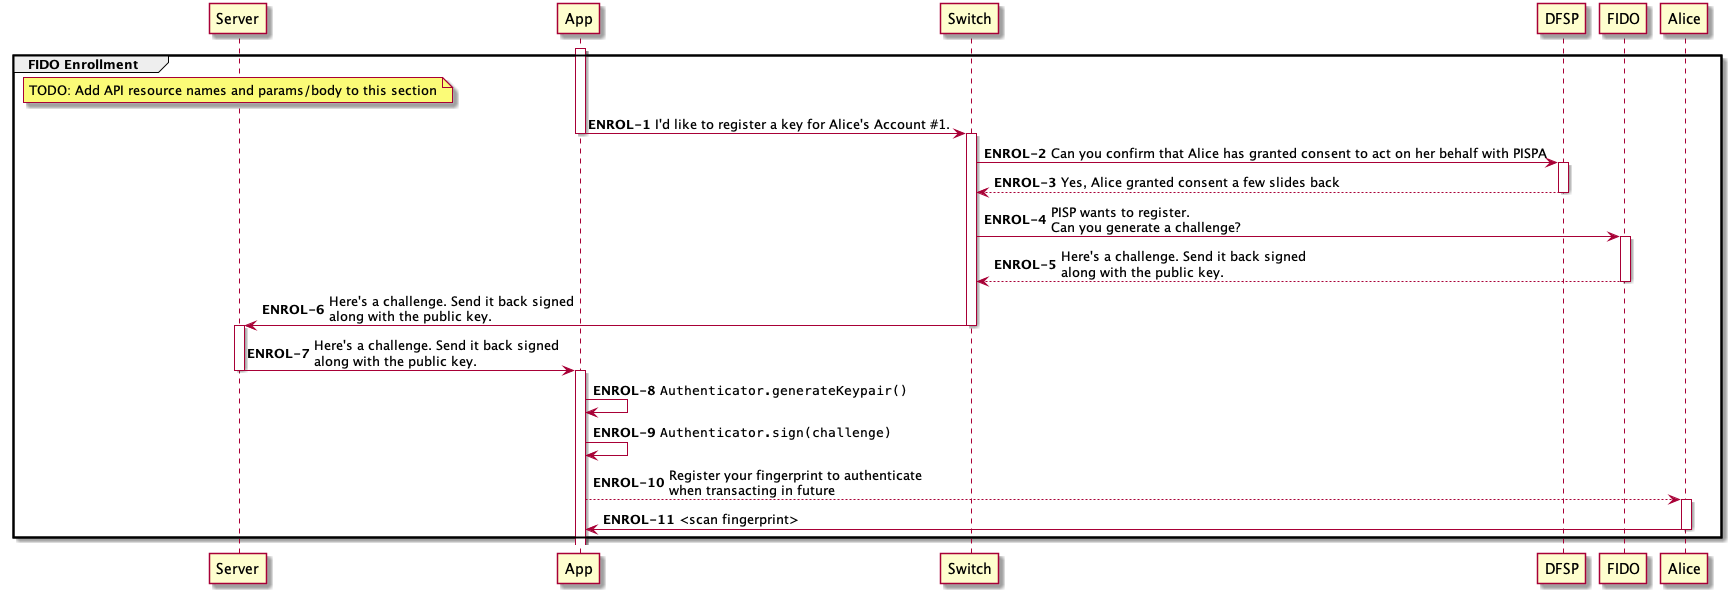 Server App Switch DFSP FIDO Alice
FIDO Enrollment
TODO: Add API resource names and params/body to this section
ENROL-1 I'd like to register a key for Alice's Account #1.
ENROL-2 Can you confirm that Alice has granted consent to act on her behalf with PISPA
ENROL-3 Yes, Alice granted consent a few slides back
ENROL-4 PISP wants to register.
Can you generate a challenge?
ENROL-5 Here's a challenge. Send it back signed
along with the public key.
ENROL-6 Here's a challenge. Send it back signed
along with the public key.
ENROL-7 Here's a challenge. Send it back signed
along with the public key.
ENROL-8 Authenticator.generateKeypair()
ENROL-9 Authenticator.sign(challenge)
ENROL-10 Register your fingerprint to authenticate
when transacting in future
ENROL-11 <scan fingerprint>
Server App Switch DFSP FIDO Alice